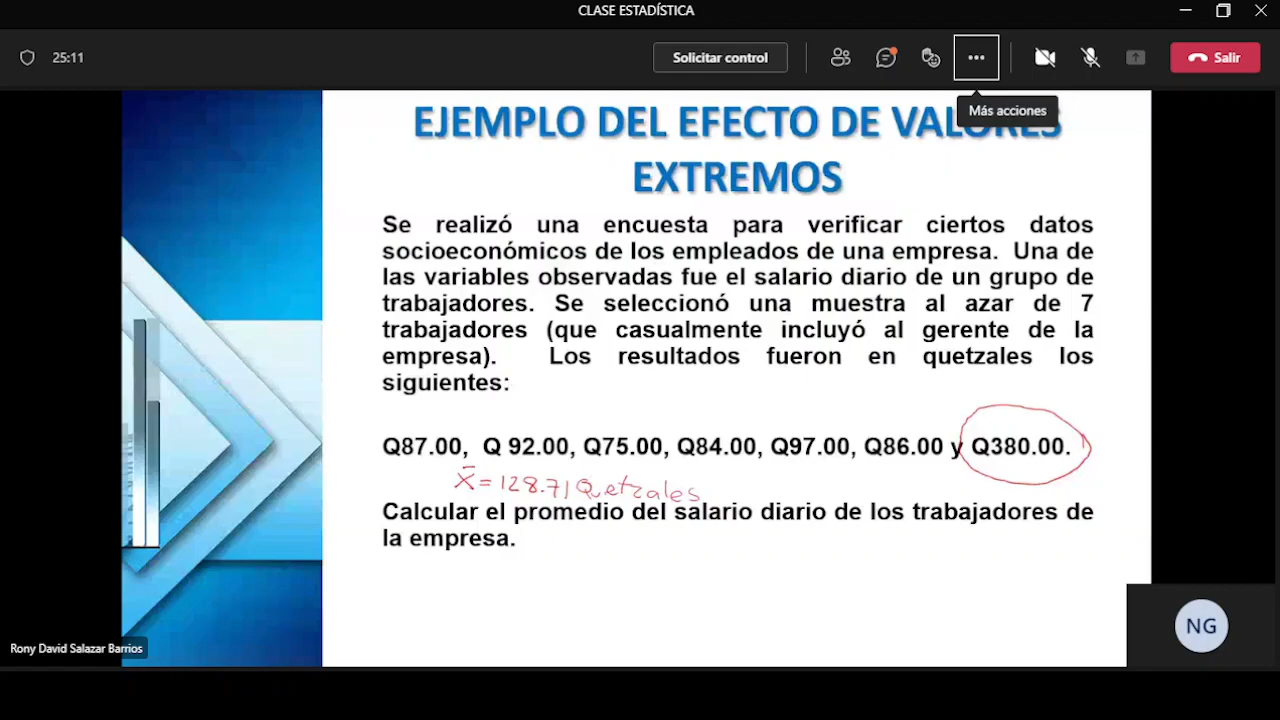 CLASE ESTADÍSTICA
25:11
Solicitar control
Salir
Más acciones
EJEMPLO DEL EFECTO DE VALORES
EXTREMOS
Se realizó una encuesta para verificar ciertos datos
socioeconómicos de los empleados de una empresa. Una de
las variables observadas fue el salario diario de un grupo de
trabajadores. Se seleccionó una muestra al azar de 7
trabajadores (que casualmente incluyó al gerente de la
empresa). Los resultados fueron en quetzales los
siguientes:
Q87.00, Q 92.00, Q75.00, Q84.00, Q97.00, Q86.00 y Q380.00.
X̄ = 128.71 Quetzales
Calcular el promedio del salario diario de los trabajadores de
la empresa.
NG
Rony David Salazar Barrios